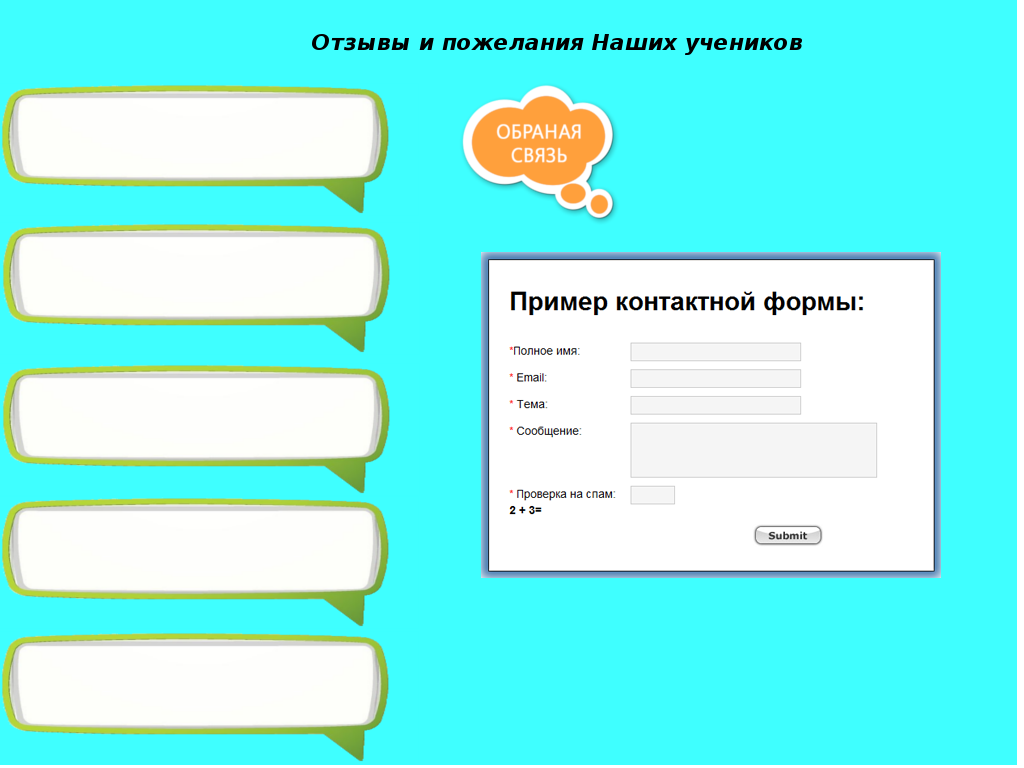 Отзывы и пожелания Наших учеников
ОБРАНАЯ
СВЯЗЬ
Пример контактной формы:
*Полное имя:
* Email:
* Тема:
* Сообщение:
* Проверка на спам:
2 + 3=
Submit